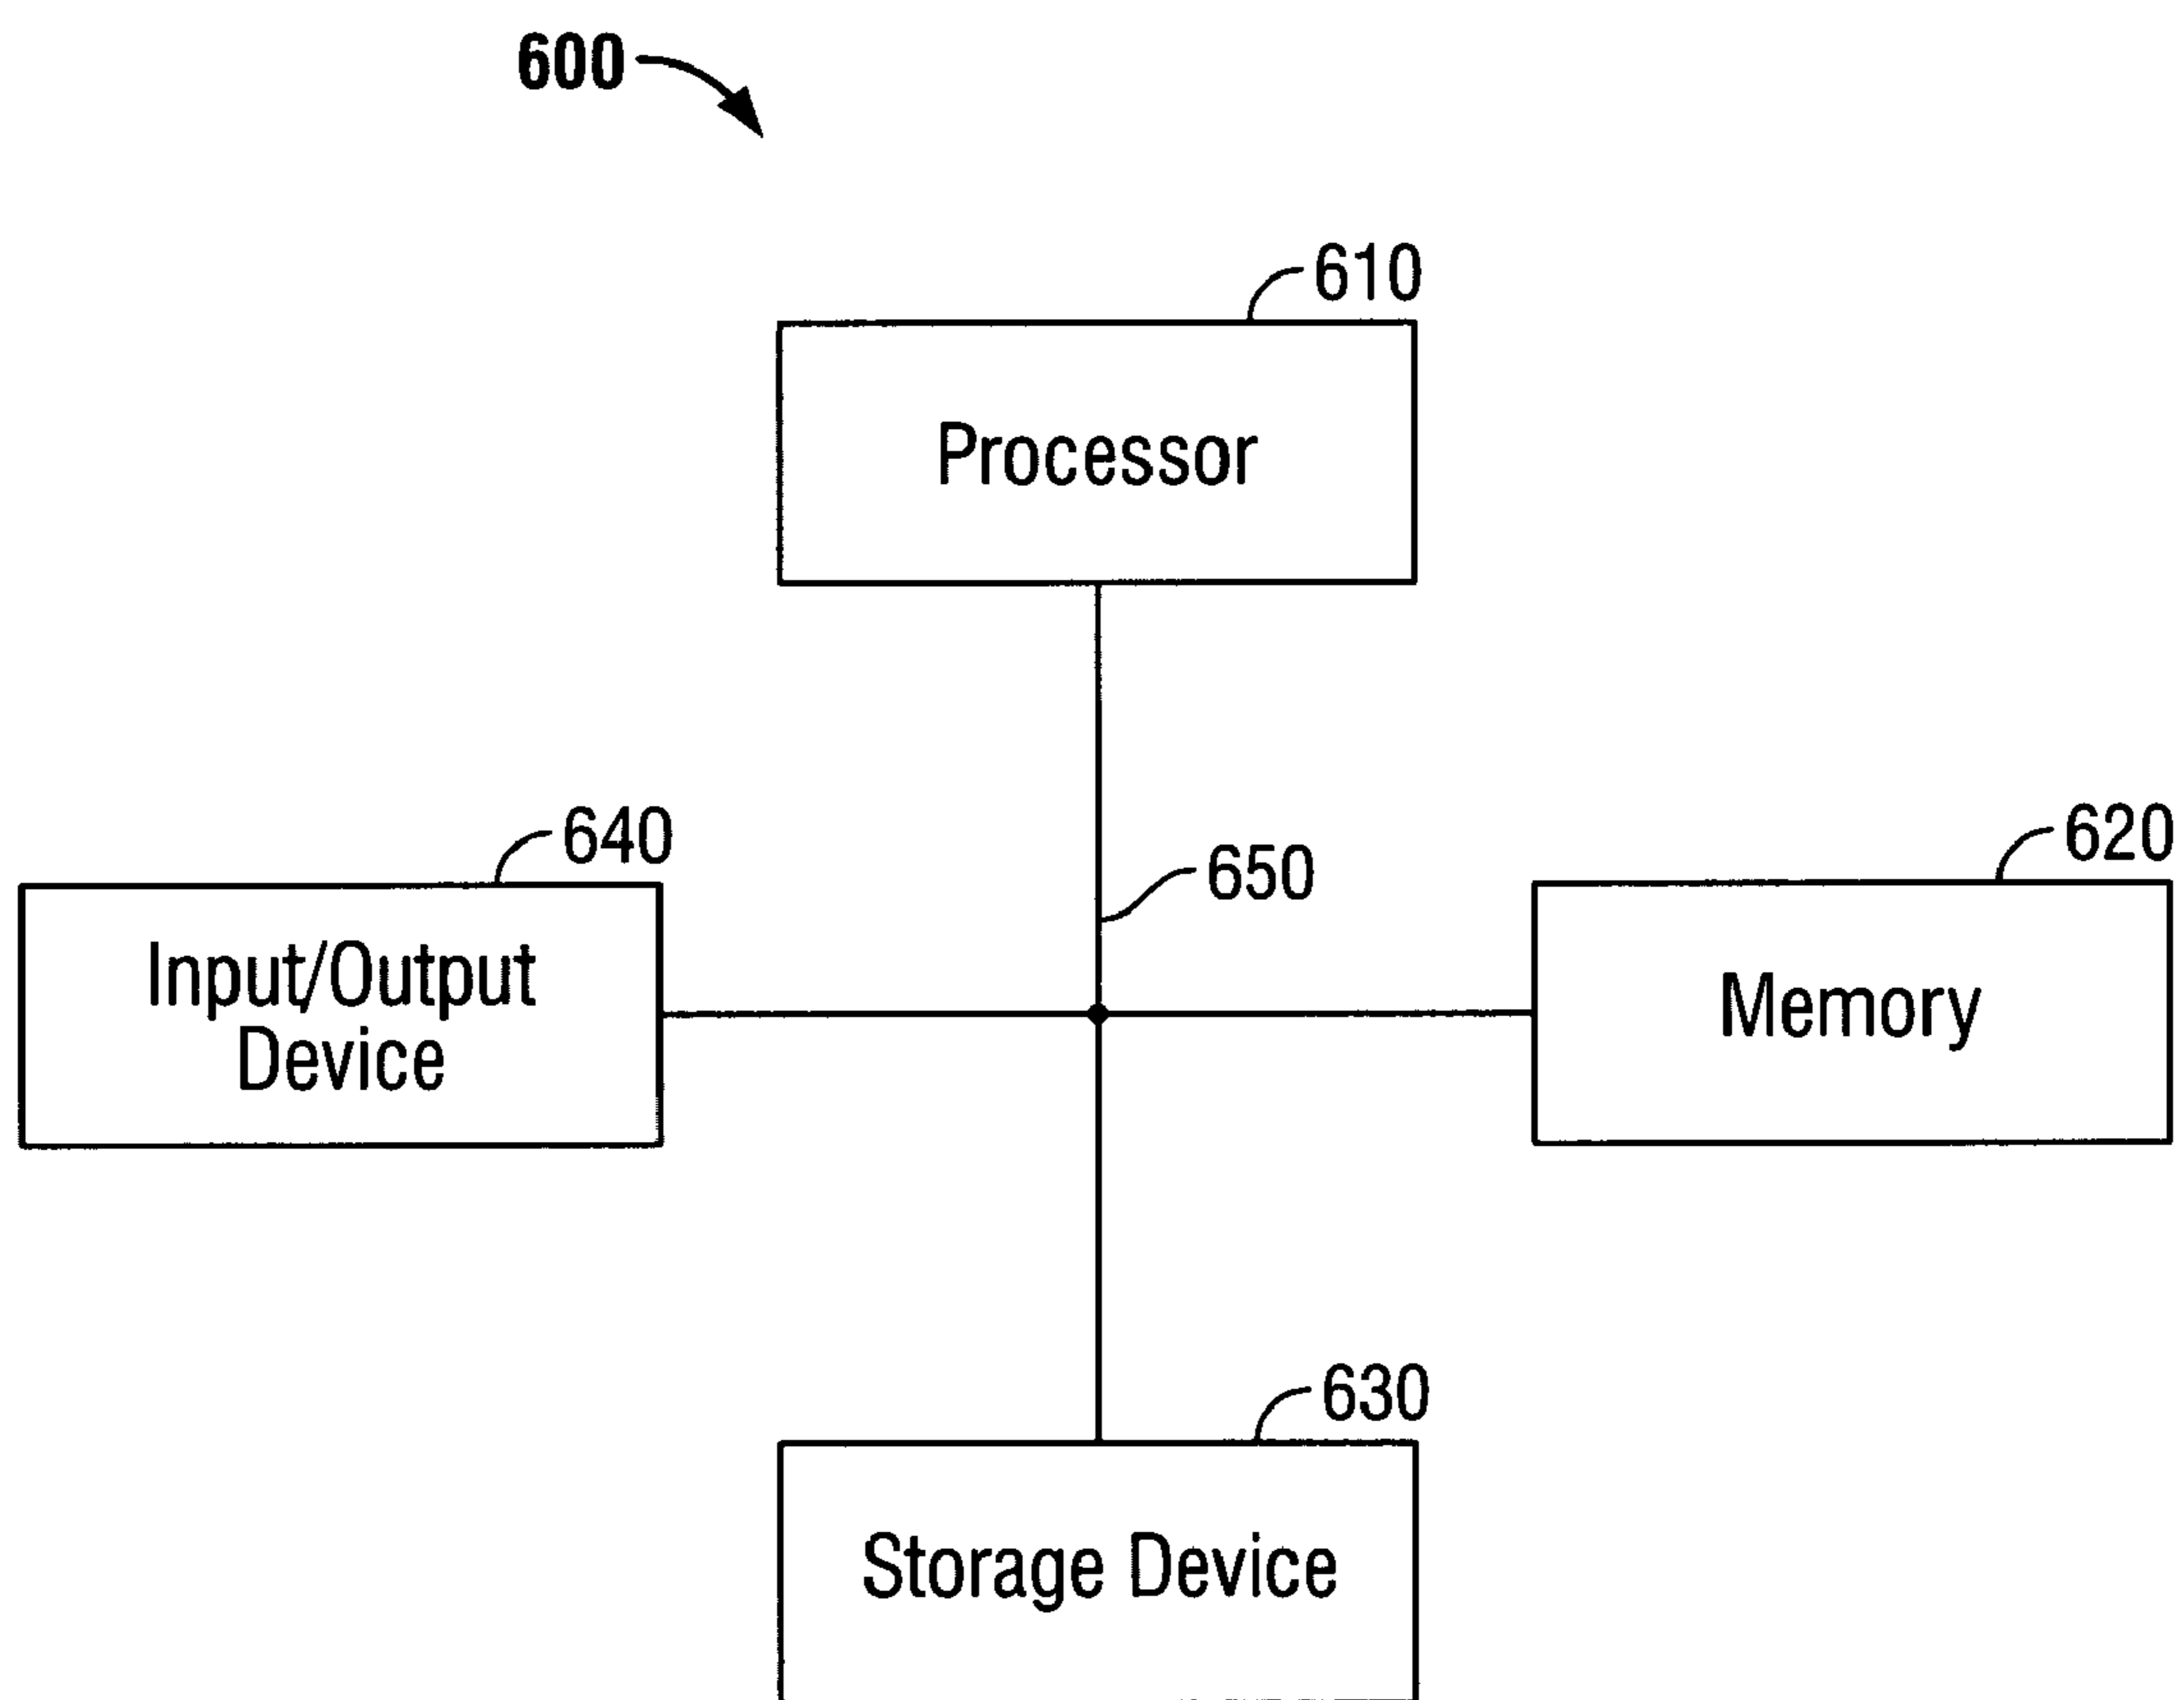 600
610
Processor
640
650
620
Input/Output
Device
Memory
630
Storage Device